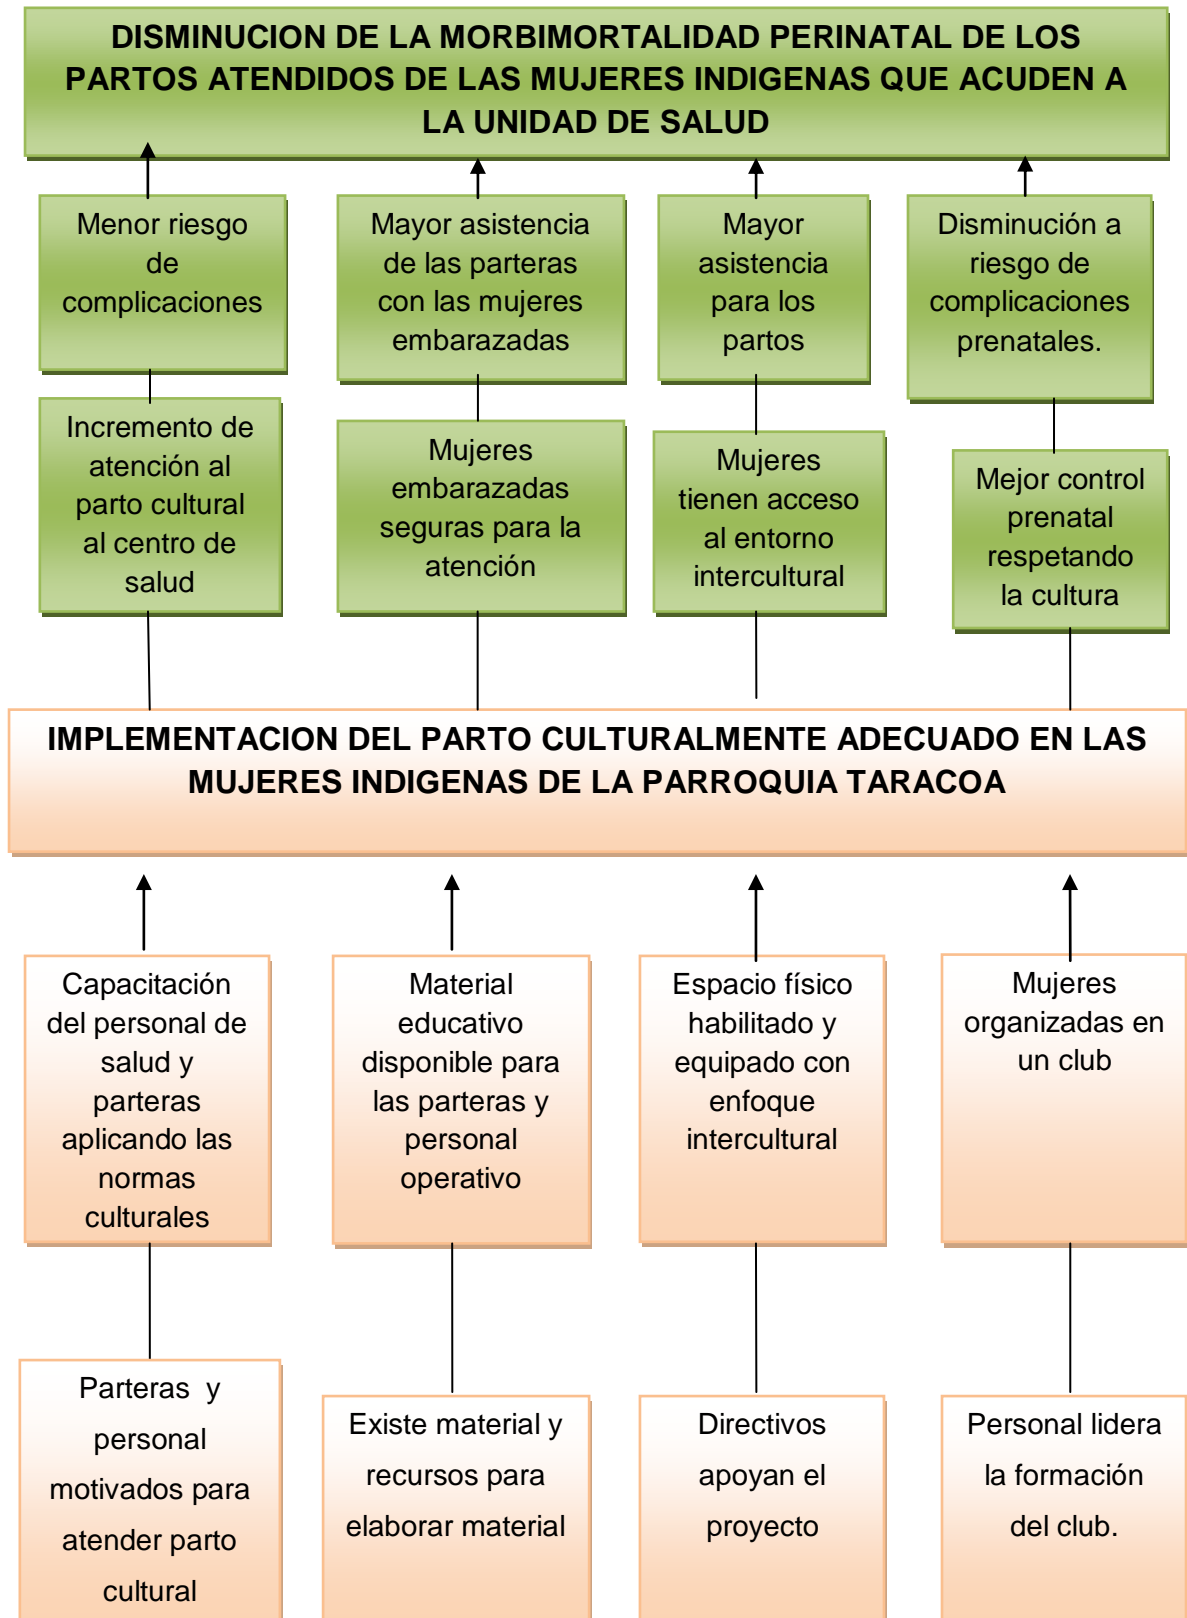 DISMINUCION DE LA MORBIMORTALIDAD PERINATAL DE LOS
PARTOS ATENDIDOS DE LAS MUJERES INDIGENAS QUE ACUDEN A
LA UNIDAD DE SALUD
Menor riesgo
de
complicaciones
Mayor asistencia
de las parteras
con las mujeres
embarazadas
Mayor
asistencia
para los
partos
Disminución a
riesgo de
complicaciones
prenatales.
Incremento de
atención al
parto cultural
al centro de
salud
Mujeres
embarazadas
seguras para la
atención
Mujeres
tienen acceso
al entorno
intercultural
Mejor control
prenatal
respetando
la cultura
IMPLEMENTACION DEL PARTO CULTURALMENTE ADECUADO EN LAS
MUJERES INDIGENAS DE LA PARROQUIA TARACOA
Capacitación
del personal de
salud y
parteras
aplicando las
normas
culturales
Material
educativo
disponible para
las parteras y
personal
operativo
Espacio físico
habilitado y
equipado con
enfoque
intercultural
Mujeres
organizadas en
un club
Parteras y
personal
motivados para
atender parto
cultural
Existe material y
recursos para
elaborar material
Directivos
apoyan el
proyecto
Personal lidera
la formación
del club.